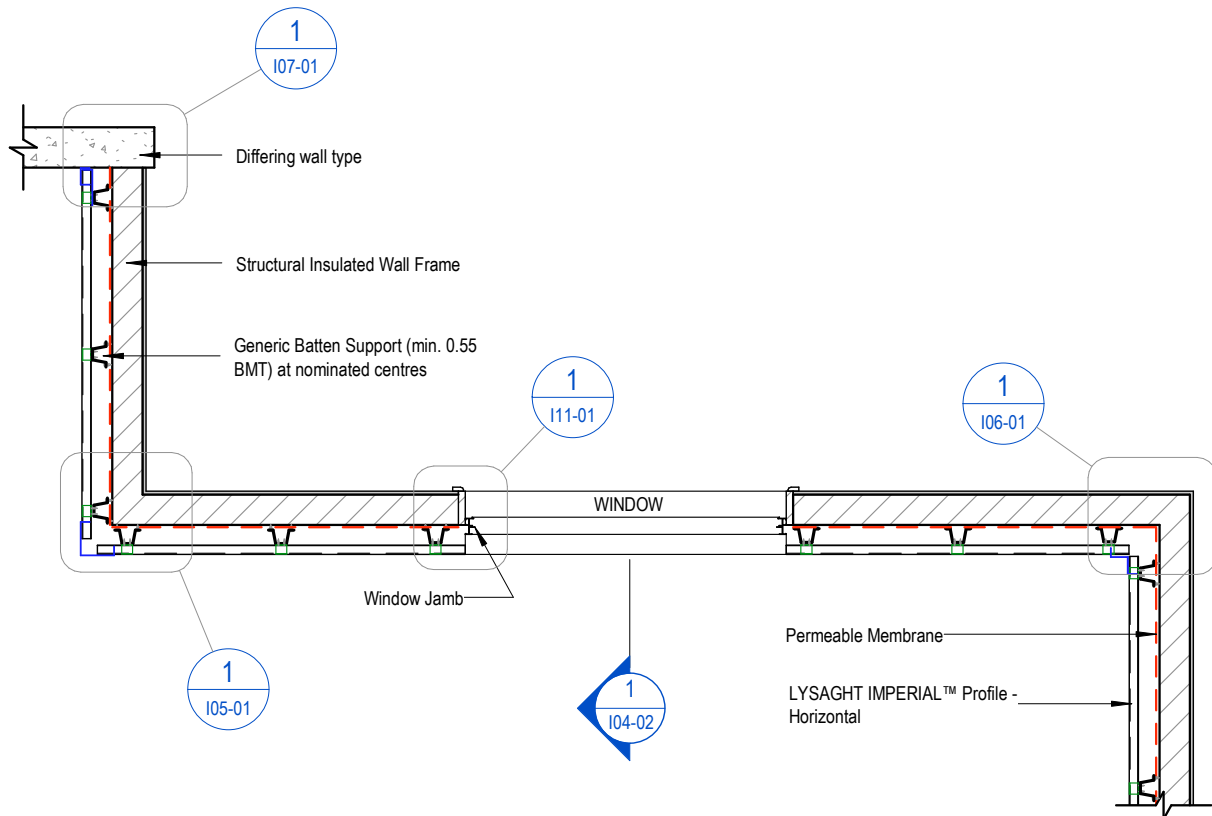 1
I07-01
Differing wall type
Structural Insulated Wall Frame
Generic Batten Support (min. 0.55
BMT) at nominated centres
1
I11-01
1
I06-01
WINDOW
Window Jamb
Permeable Membrane
1
I05-01
1
I04-02
LYSAGHT IMPERIAL™ Profile -
Horizontal